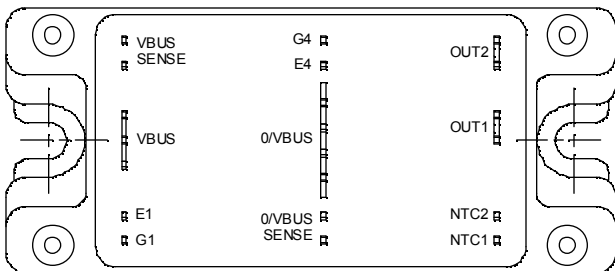 VBUS
SENSE
G4
E4
OUT2
VBUS
0/VBUS
OUT1
E1
G1
0/VBUS
SENSE
NTC2
NTC1